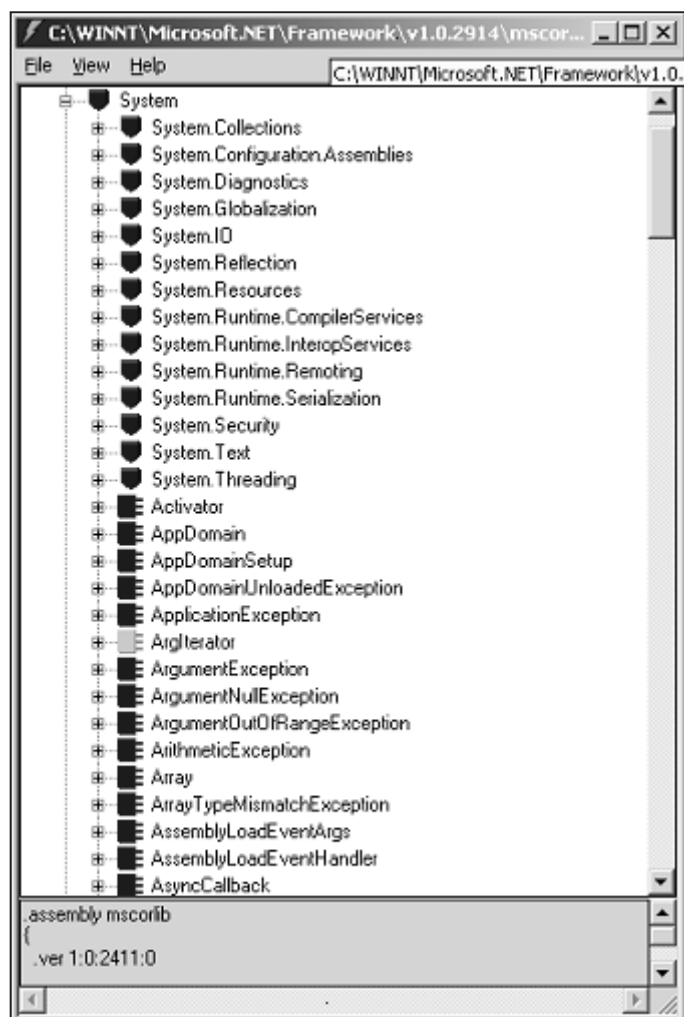 C:\WINNT\Microsoft.NET\Framework\v1.0.2914\mscor...
File View Help
C:\WINNT\Microsoft.NET\Framework\v1.0.
System
System.Collections
System.Configuration.Assemblies
System.Diagnostics
System.Globalization
System.IO
System.Reflection
System.Resources
System.Runtime.CompilerServices
System.Runtime.InteropServices
System.Runtime.Remoting
System.Runtime.Serialization
System.Security
System.Text
System.Threading
Activator
AppDomain
AppDomainSetup
AppDomainUnloadedException
ApplicationException
ArgIterator
ArgumentException
ArgumentNullException
ArgumentOutOfRangeException
ArithmeticException
Array
ArrayTypeMismatchException
AssemblyLoadEventArgs
AssemblyLoadEventHandler
AsyncCallback
.assembly mscorlib
{
.ver 1:0:2411:0